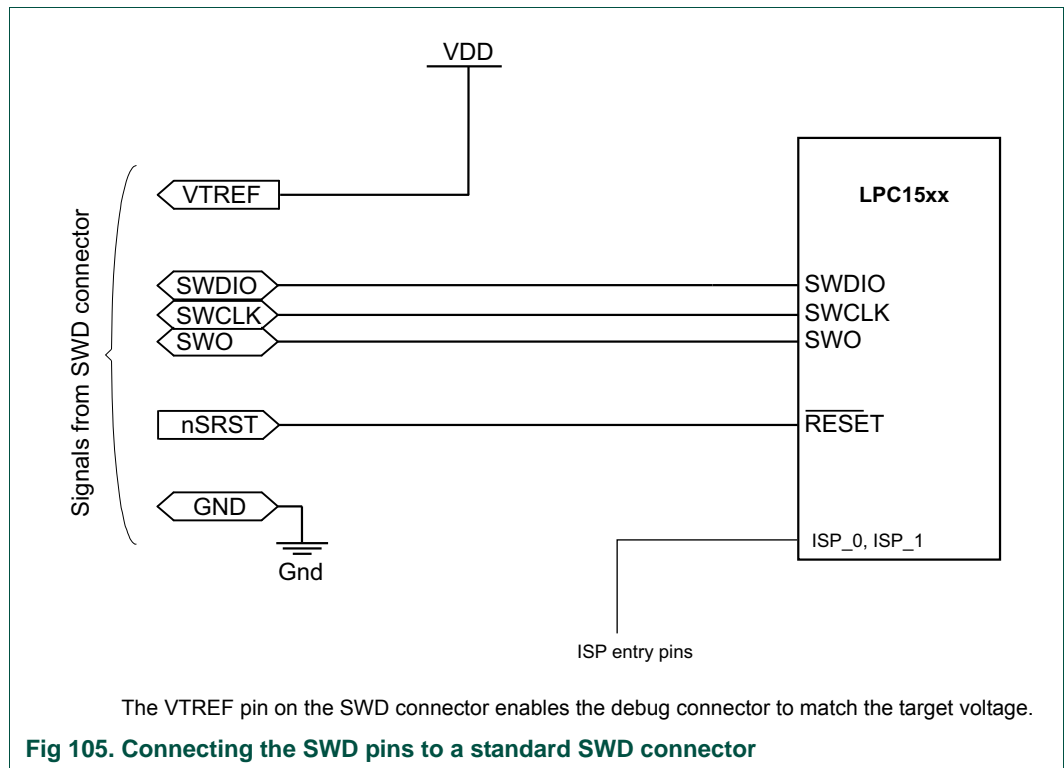 VDD
Signals from SWD connector
VTREF
LPC15xx
SWDIO
SWDIO
SWCLK
SWCLK
SWO
SWO
nSRST
RESET
GND
Gnd
ISP_0, ISP_1
ISP entry pins
The VTREF pin on the SWD connector enables the debug connector to match the target voltage.
Fig 105. Connecting the SWD pins to a standard SWD connector